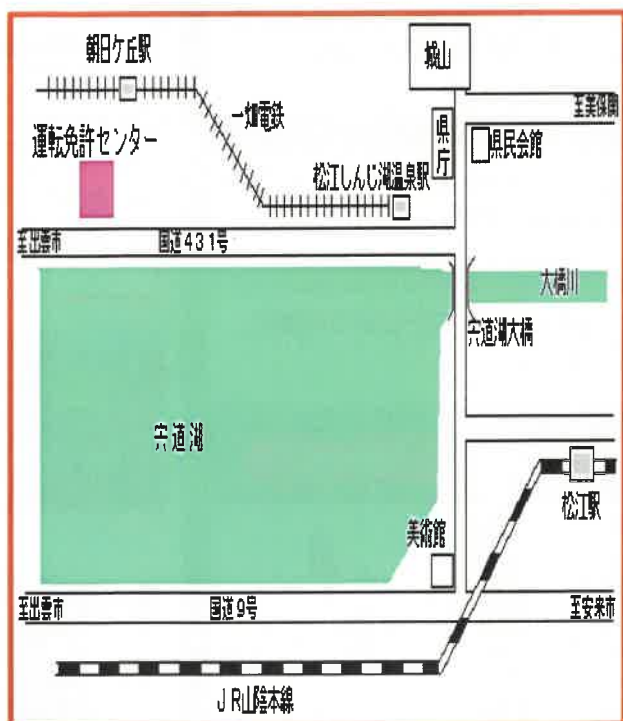 朝日ケ丘駅
城山
一畑電鉄
至美保関
運転免許センター
県庁
県民会館
松江しんじ湖温泉駅
至出雲市
国道431号
大橋川
宍道湖大橋
宍道湖
松江駅
美術館
至出雲市
国道9号
至安来市
JR山陰本線